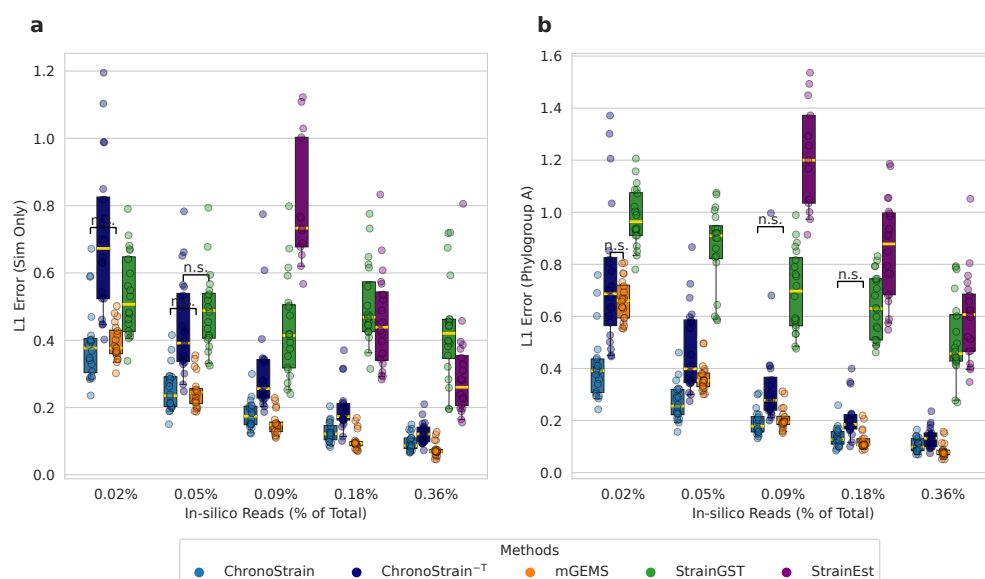 a
L1 Error (Sim Only)
1.2
1.0
0.8
0.6
0.4
0.2
0.0
n.s.
n.s.
n.s.
0.02% 0.05% 0.09% 0.18% 0.36%
In-silico Reads (% of Total)
b
L1 Error (Phylogroup A)
1.6
1.4
1.2
1.0
0.8
0.6
0.4
0.2
0.0
n.s.
n.s.
n.s.
0.02% 0.05% 0.09% 0.18% 0.36%
In-silico Reads (% of Total)
Methods
ChronoStrain ChronoStrain⁻ᵀ mGEMS StrainGST StrainEst